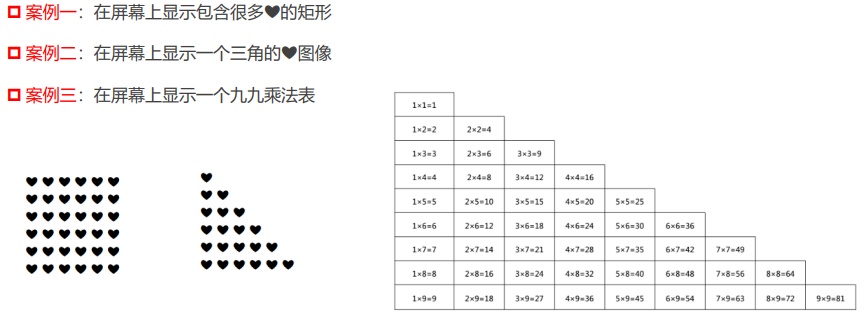 案例一：在屏幕上显示包含很多❤的矩形
案例二：在屏幕上显示一个三角的❤图像
案例三：在屏幕上显示一个九九乘法表
1×1=1
1×2=2 2×2=4
1×3=3 2×3=6 3×3=9
1×4=4 2×4=8 3×4=12 4×4=16
1×5=5 2×5=10 3×5=15 4×5=20 5×5=25
1×6=6 2×6=12 3×6=18 4×6=24 5×6=30 6×6=36
1×7=7 2×7=14 3×7=21 4×7=28 5×7=35 6×7=42 7×7=49
1×8=8 2×8=16 3×8=24 4×8=32 5×8=40 6×8=48 7×8=56 8×8=64
1×9=9 2×9=18 3×9=27 4×9=36 5×9=45 6×9=54 7×9=63 8×9=72 9×9=81